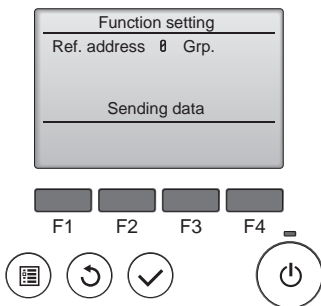 Function setting
Ref. address 0 Grp.
Sending data
F1 F2 F3 F4